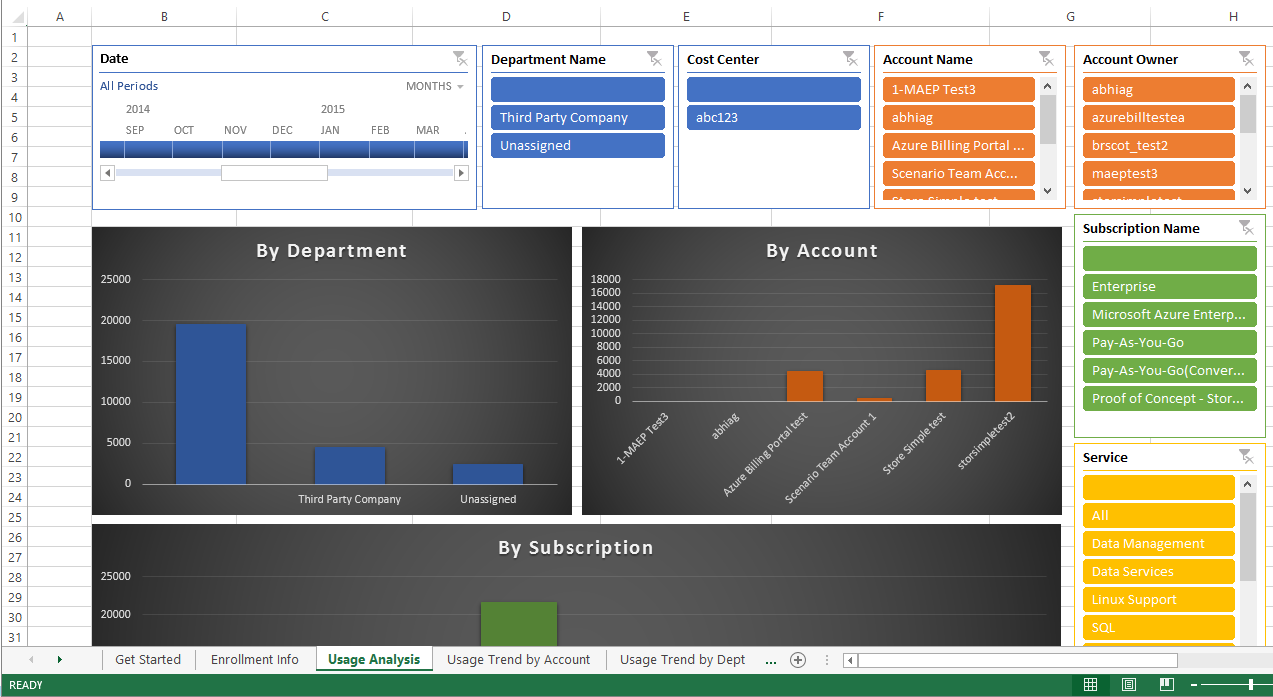 A B C D E F G H
1
2
3
4
5
6
7
8
9
10
11
12
13
14
15
16
17
18
19
20
21
22
23
24
25
26
27
28
29
30
31
Date
All Periods MONTHS
2014 2015
SEP OCT NOV DEC JAN FEB MAR
Department Name
Third Party Company
Unassigned
Cost Center
abc123
Account Name
1-MAEP Test3
abhiag
Azure Billing Portal ...
Scenario Team Acc...
Store Simple test
Account Owner
abhiag
azurebilltestea
brscot_test2
maeptest3
storsimpletest
Subscription Name
Enterprise
Microsoft Azure Enterp...
Pay-As-You-Go
Pay-As-You-Go(Conver...
Proof of Concept - Stor...
Service
All
Data Management
Data Services
Linux Support
SQL
By Department
25000
20000
15000
10000
5000
0
Third Party Company Unassigned
By Account
18000
16000
14000
12000
10000
8000
6000
4000
2000
0
1-MAEP Test3
abhiag
Azure Billing Portal test
Scenario Team Account 1
Store Simple test
storsimpletest2
By Subscription
25000
20000
Get Started Enrollment Info Usage Analysis Usage Trend by Account Usage Trend by Dept ...
READY